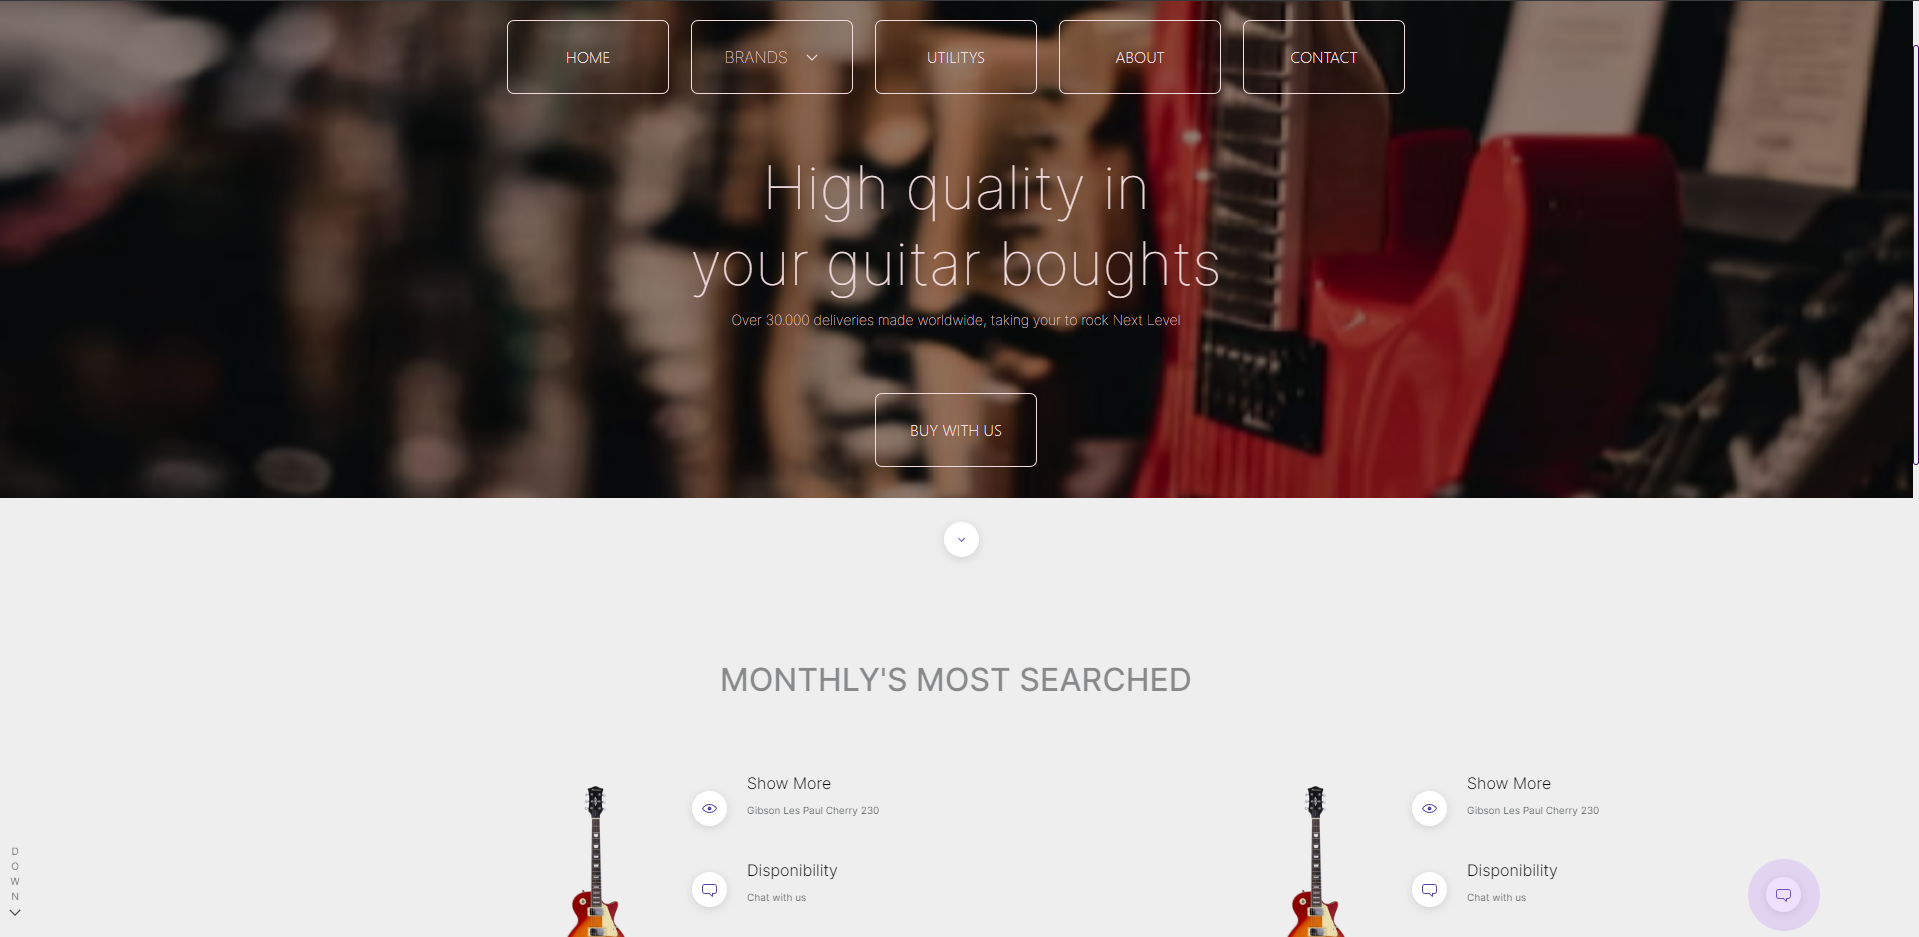 HOME
BRANDS
UTILITYS
ABOUT
CONTACT
High quality in
your guitar boughts
Over 30.000 deliveries made worldwide, taking your to rock Next Level
BUY WITH US
MONTHLY'S MOST SEARCHED
Show More
Gibson Les Paul Cherry 230
Disponibility
Chat with us
Show More
Gibson Les Paul Cherry 230
Disponibility
Chat with us
D
O
W
N